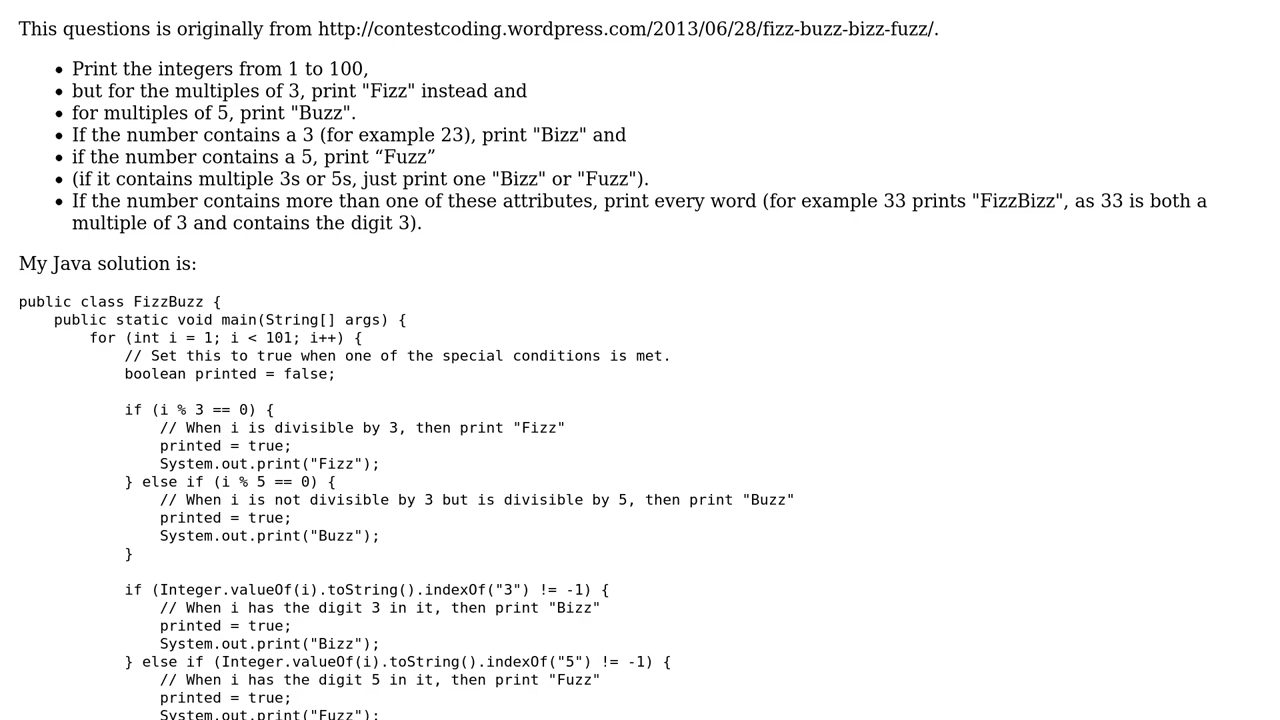 This questions is originally from http://contestcoding.wordpress.com/2013/06/28/fizz-buzz-bizz-fuzz/.
• Print the integers from 1 to 100,
• but for the multiples of 3, print "Fizz" instead and
• for multiples of 5, print "Buzz".
• If the number contains a 3 (for example 23), print "Bizz" and
• if the number contains a 5, print “Fuzz”
• (if it contains multiple 3s or 5s, just print one "Bizz" or "Fuzz").
• If the number contains more than one of these attributes, print every word (for example 33 prints "FizzBizz", as 33 is both a
multiple of 3 and contains the digit 3).
My Java solution is:
public class FizzBuzz {
    public static void main(String[] args) {
        for (int i = 1; i < 101; i++) {
            // Set this to true when one of the special conditions is met.
            boolean printed = false;

            if (i % 3 == 0) {
                // When i is divisible by 3, then print "Fizz"
                printed = true;
                System.out.print("Fizz");
            } else if (i % 5 == 0) {
                // When i is not divisible by 3 but is divisible by 5, then print "Buzz"
                printed = true;
                System.out.print("Buzz");
            }

            if (Integer.valueOf(i).toString().indexOf("3") != -1) {
                // When i has the digit 3 in it, then print "Bizz"
                printed = true;
                System.out.print("Bizz");
            } else if (Integer.valueOf(i).toString().indexOf("5") != -1) {
                // When i has the digit 5 in it, then print "Fuzz"
                printed = true;
                System.out.print("Fuzz");